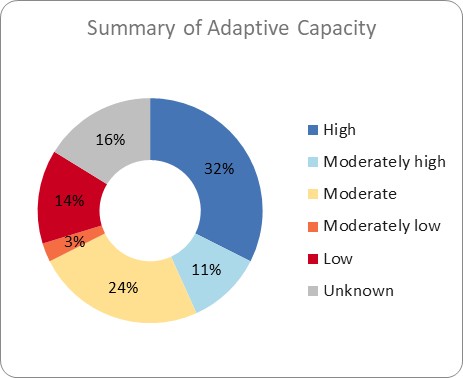 Summary of Adaptive Capacity
16%
32%
14%
3%
11%
24%
High
Moderately high
Moderate
Moderately low
Low
Unknown